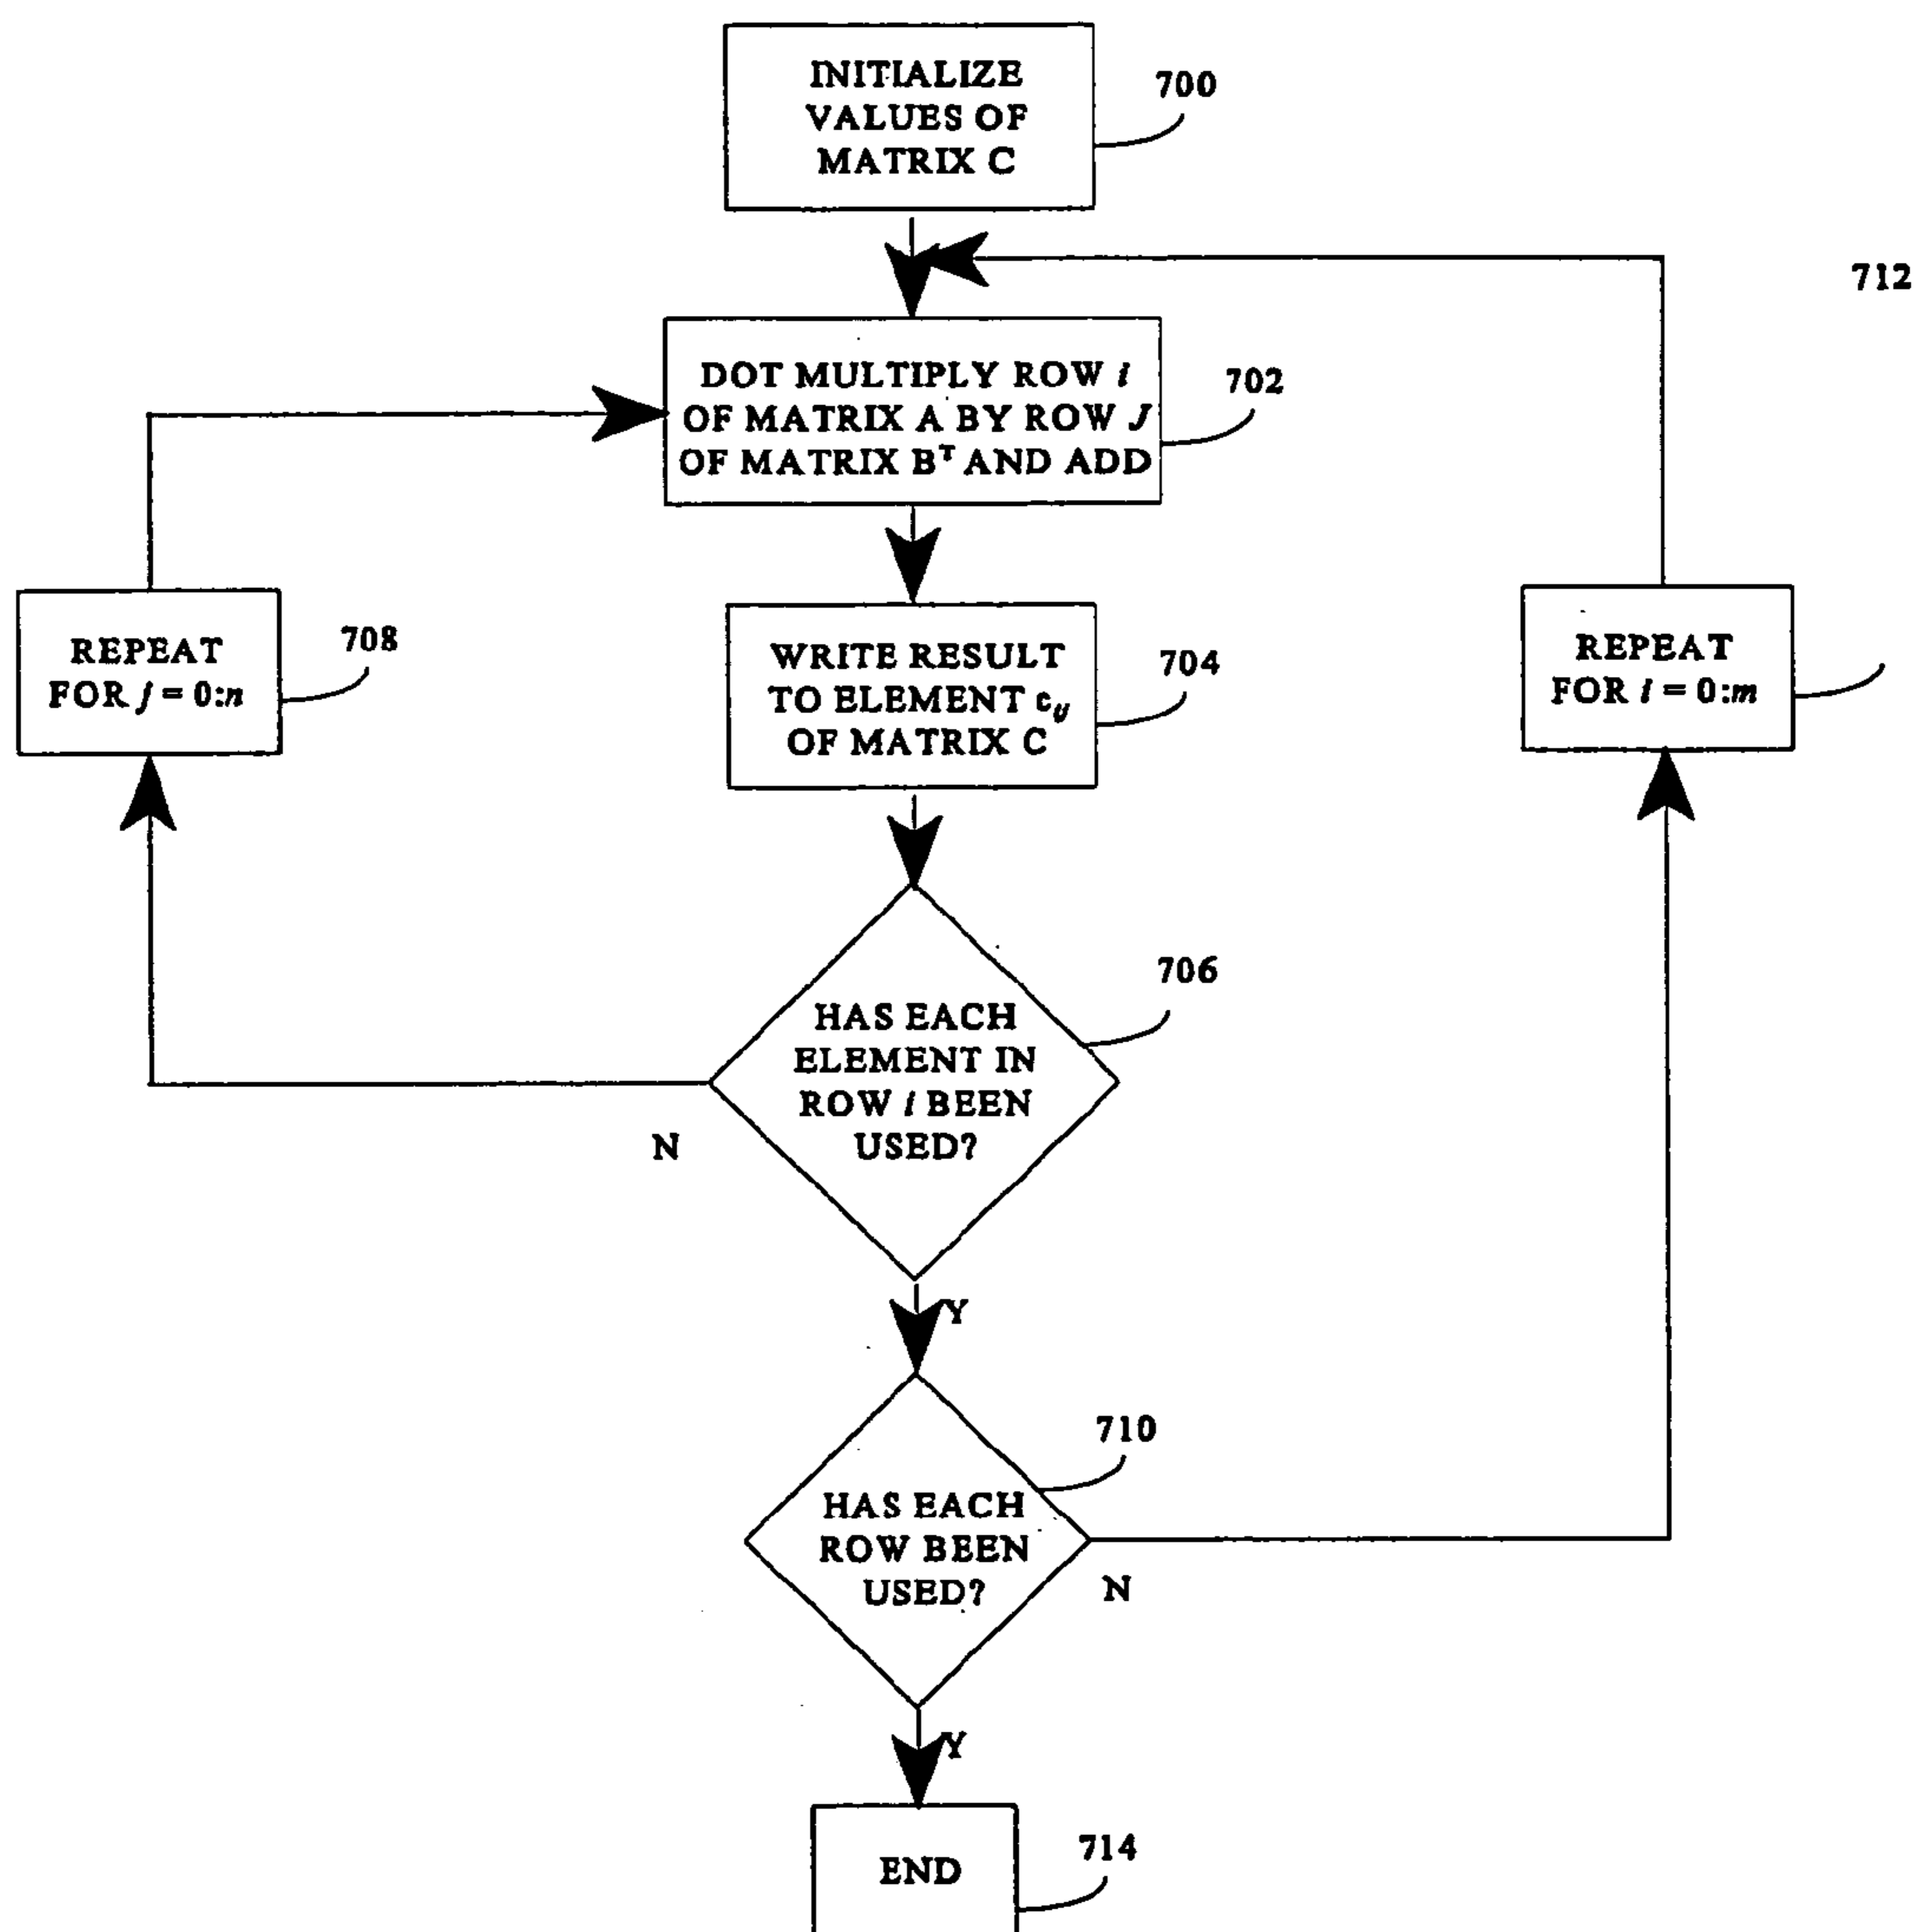 INITIALIZE
VALUES OF
MATRIX C
700
712
DOT MULTIPLY ROW i
OF MATRIX A BY ROW J
OF MATRIX Bᵀ AND ADD
702
REPEAT
FOR j = 0:n
708
WRITE RESULT
TO ELEMENT cᵢⱼ
OF MATRIX C
704
REPEAT
FOR i = 0:m
HAS EACH
ELEMENT IN
ROW i BEEN
USED?
706
N
Y
HAS EACH
ROW BEEN
USED?
710
N
Y
END
714